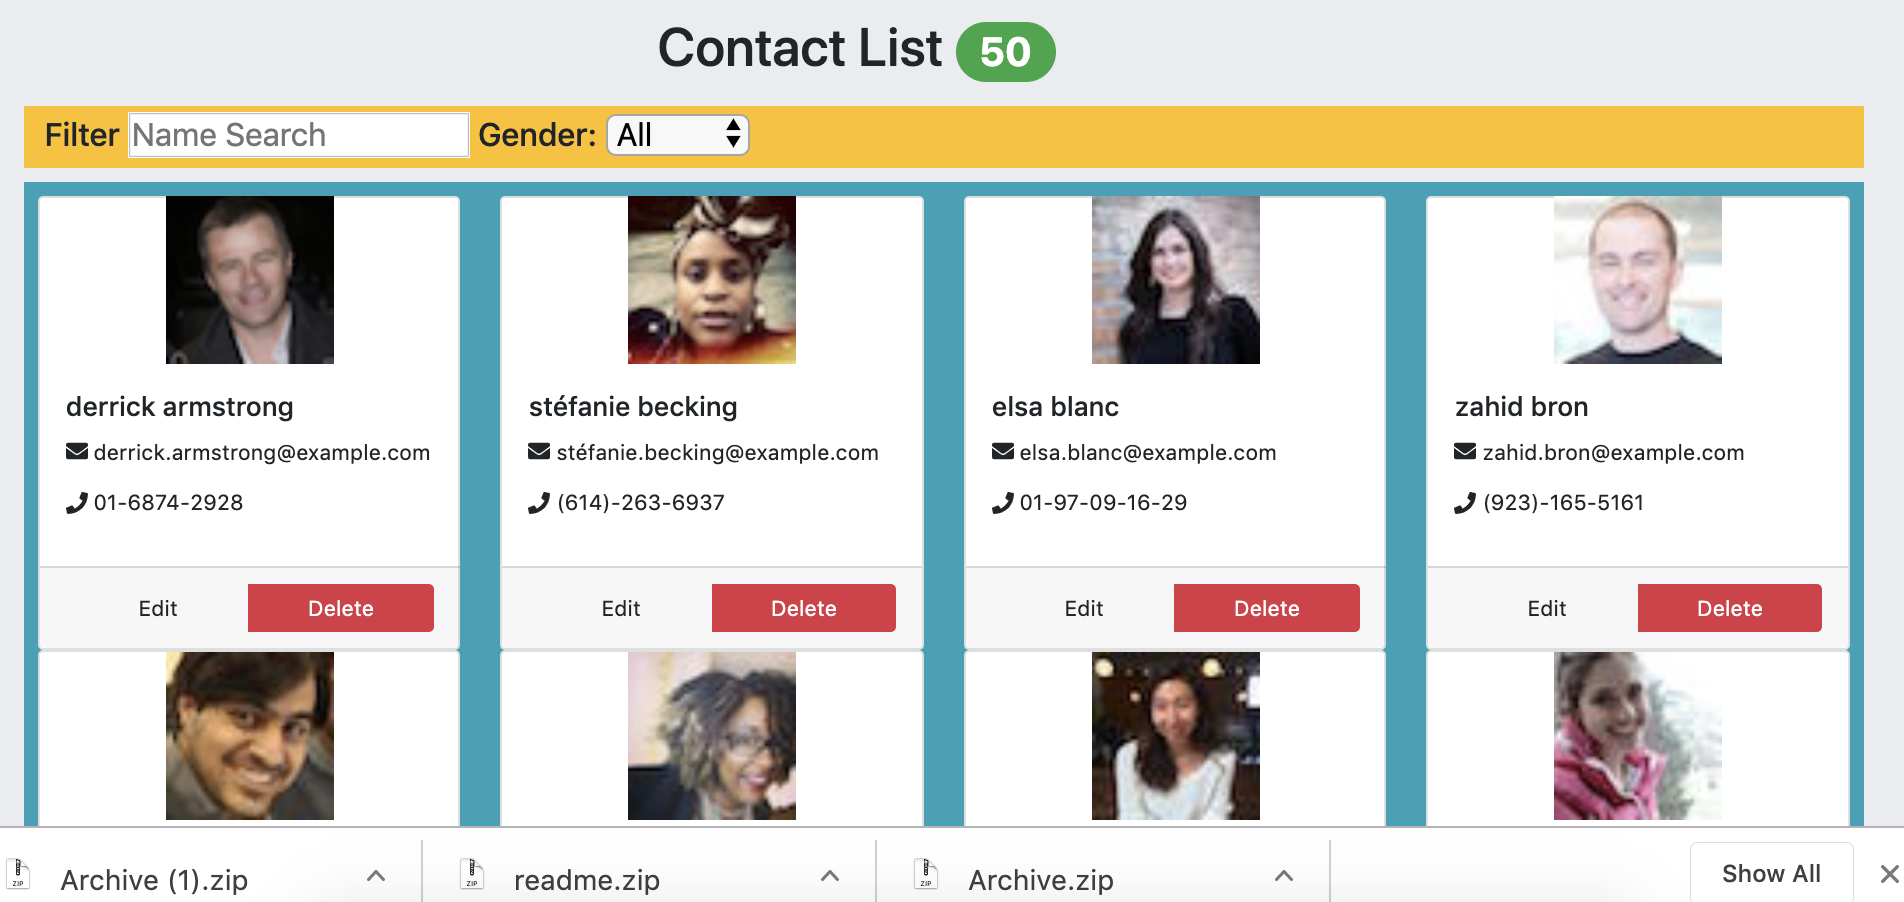 Contact List 50
Filter Name Search Gender: All
derrick armstrong
derrick.armstrong@example.com
01-6874-2928
Edit Delete
stéfanie becking
stéfanie.becking@example.com
(614)-263-6937
Edit Delete
elsa blanc
elsa.blanc@example.com
01-97-09-16-29
Edit Delete
zahid bron
zahid.bron@example.com
(923)-165-5161
Edit Delete
ZIP Archive (1).zip
ZIP readme.zip
ZIP Archive.zip
Show All